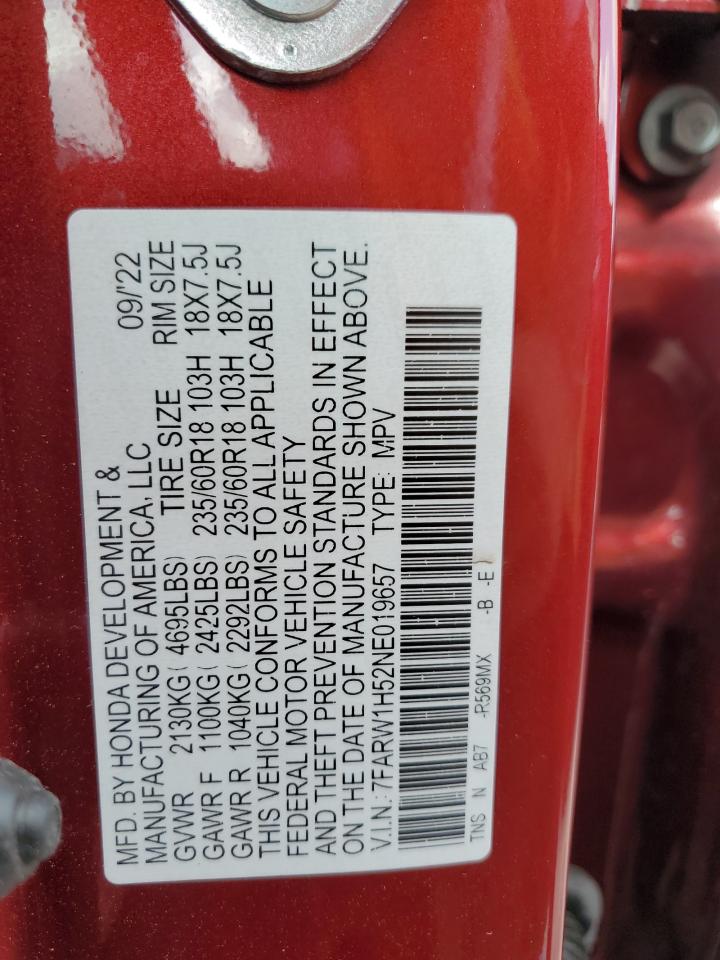 MFD. BY HONDA DEVELOPMENT & 09/'22
MANUFACTURING OF AMERICA, LLC
GVWR 2130KG( 4695LBS) TIRE SIZE RIM SIZE
GAWR F 1100KG( 2425LBS) 235/60R18 103H 18X7.5J
GAWR R 1040KG( 2292LBS) 235/60R18 103H 18X7.5J
THIS VEHICLE CONFORMS TO ALL APPLICABLE
FEDERAL MOTOR VEHICLE SAFETY
AND THEFT PREVENTION STANDARDS IN EFFECT
ON THE DATE OF MANUFACTURE SHOWN ABOVE.
V.I.N.: 7FARW1H52NE019657 TYPE: MPV
TNS N AB7 -R569MX -B -E)